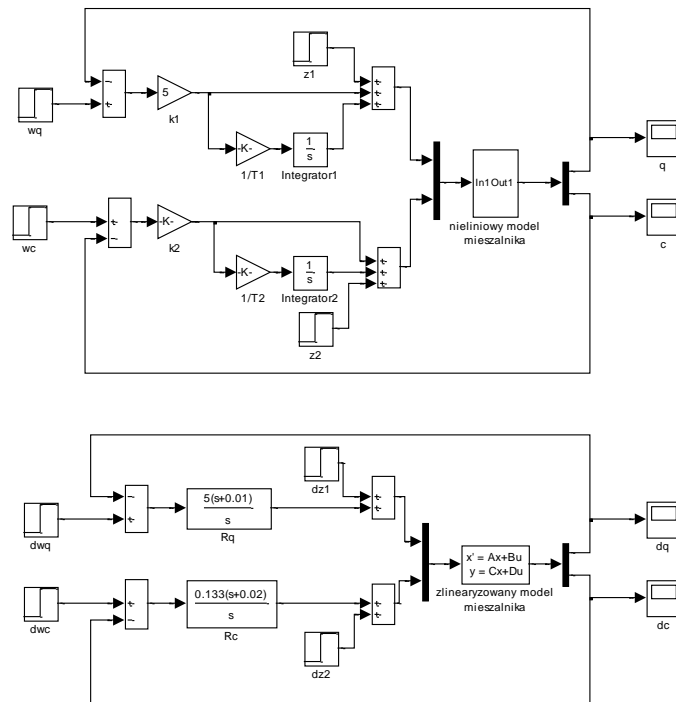 z1
wq
5
k1
-K-
1/T1
1
s
Integrator1
In1
Out1
nieliniowy model
mieszalnika
q
wc
-K-
k2
-K-
1/T2
1
s
Integrator2
z2
c
dz1
dwq
5(s+0.01)
s
Rq
x' = Ax+Bu
y = Cx+Du
zlinearyzowany model
mieszalnika
dq
dwc
0.133(s+0.02)
s
Rc
dz2
dc